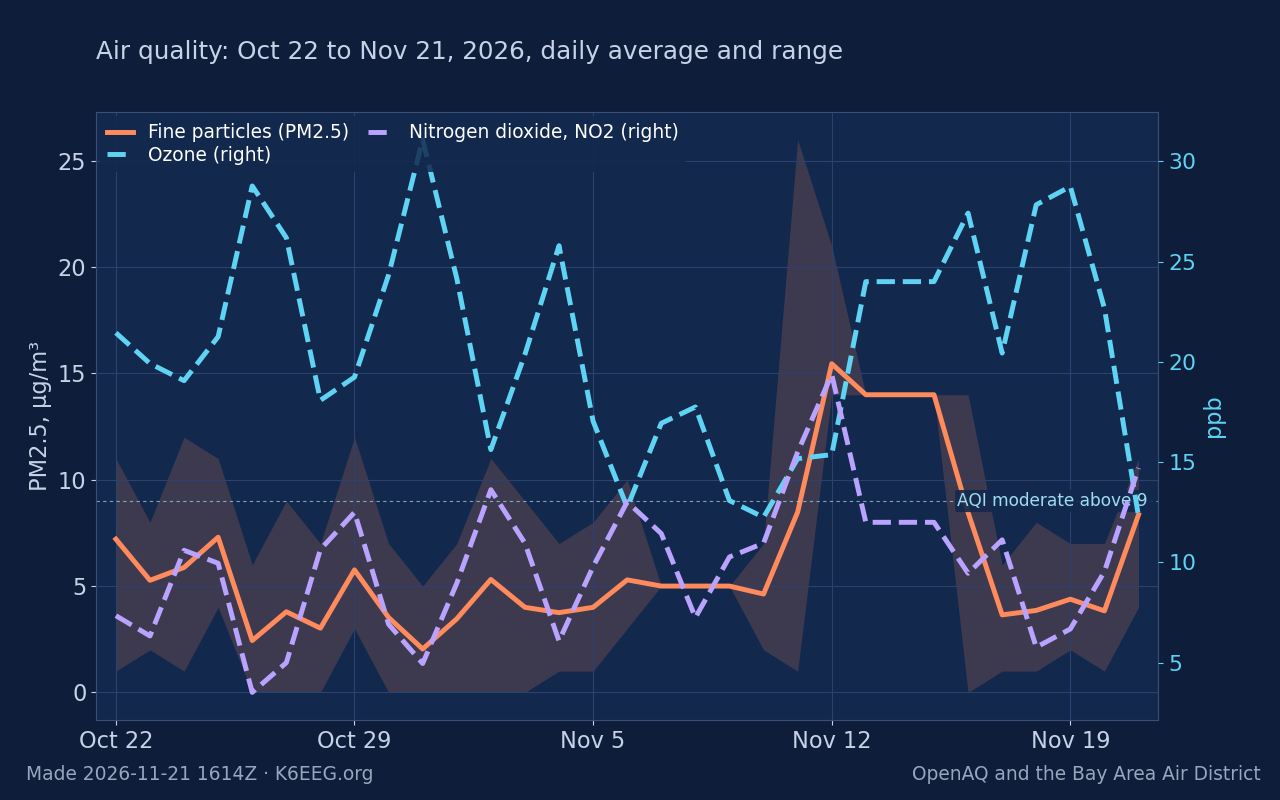 Air quality: Oct 22 to Nov 21, 2026, daily average and range
Fine particles (PM2.5)
Nitrogen dioxide, NO2 (right)
Ozone (right)
25
20
15
10
5
0
PM2.5, µg/m³
30
25
20
15
10
5
ppb
AQI moderate above 9
Oct 22
Oct 29
Nov 5
Nov 12
Nov 19
Made 2026-11-21 1614Z · K6EEG.org
OpenAQ and the Bay Area Air District